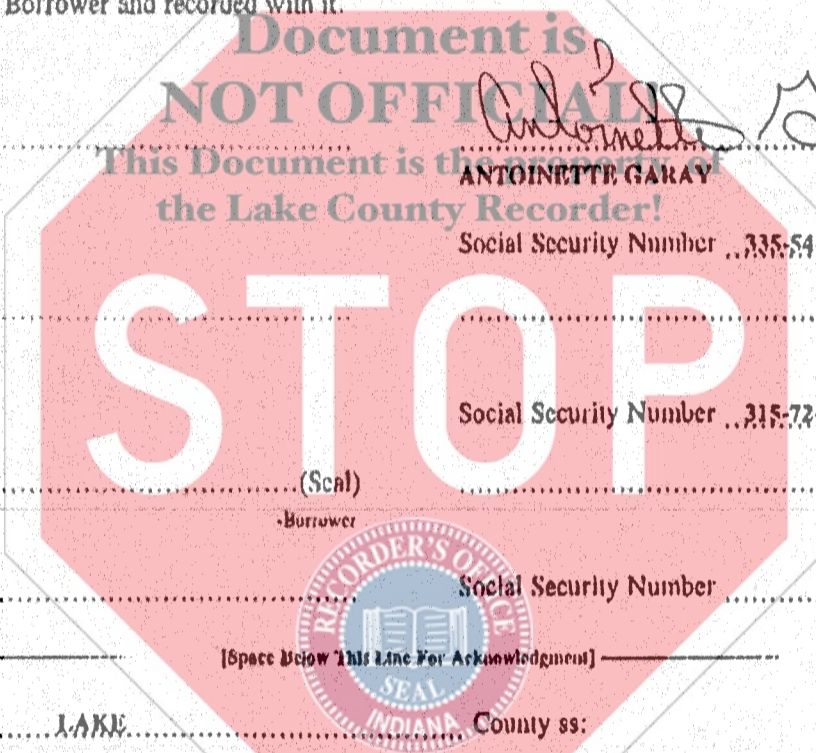 Borrower and recorded with it.
Document is
NOT OFFICIAL!
Antoinette
This Document is the property of
ANTOINETTE GARAY
the Lake County Recorder!
Social Security Number ..335-54
STOP
Social Security Number ..315-72-
(Seal)
-Borrower
RECORDER'S OFFICE
Social Security Number
[Space Below This Line For Acknowledgment]
SEAL
INDIANA
LAKE County ss: